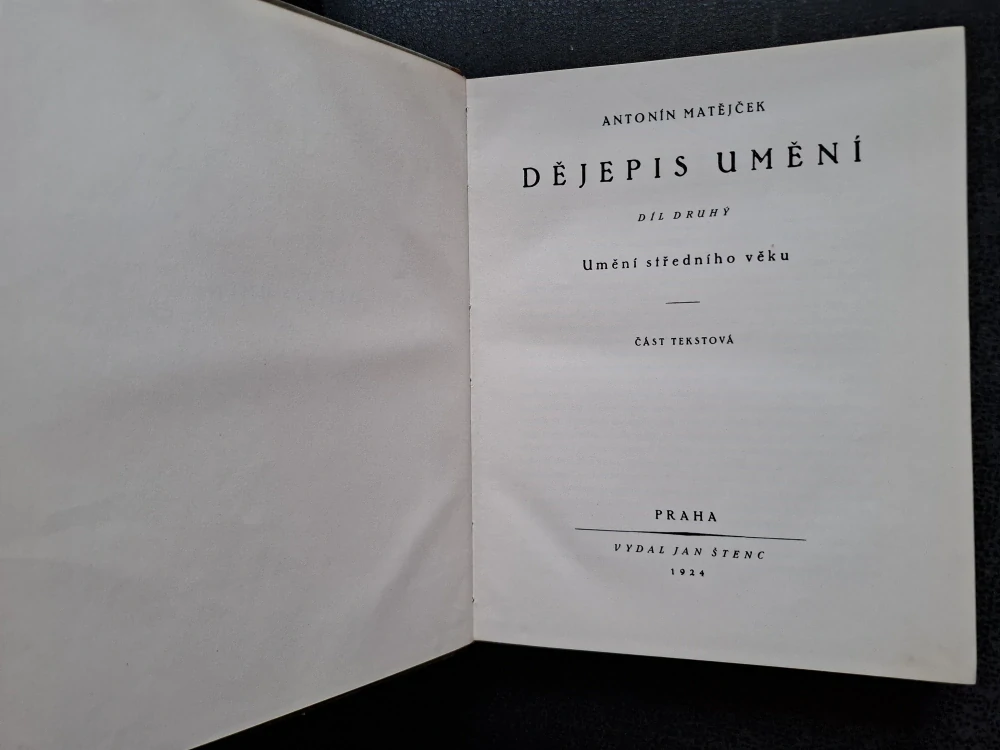 ANTONÍN MATĚJČEK
DĚJEPIS UMĚNÍ
DÍL DRUHÝ
Umění středního věku
ČÁST TEKSTOVÁ
PRAHA
VYDAL JAN ŠTENC
1924